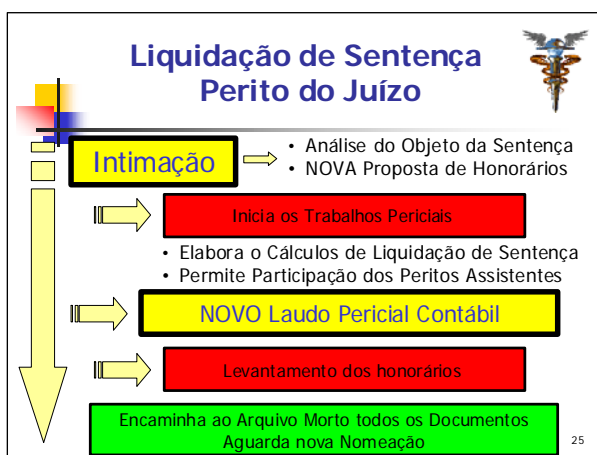 Liquidação de Sentença
Perito do Juízo
Intimação
• Análise do Objeto da Sentença
• NOVA Proposta de Honorários
Inicia os Trabalhos Periciais
• Elabora o Cálculos de Liquidação de Sentença
• Permite Participação dos Peritos Assistentes
NOVO Laudo Pericial Contábil
Levantamento dos honorários
Encaminha ao Arquivo Morto todos os Documentos
Aguarda nova Nomeação
25